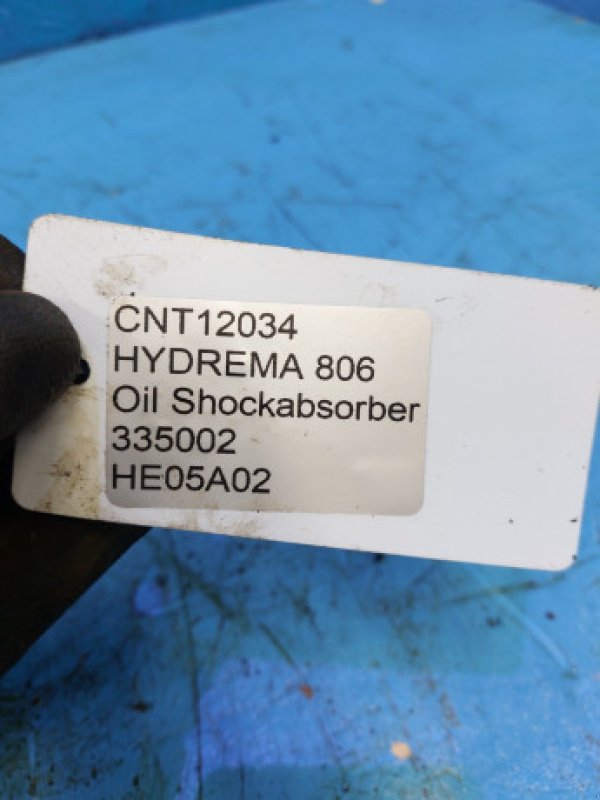 CNT12034
HYDREMA 806
Oil Shockabsorber
335002
HE05A02